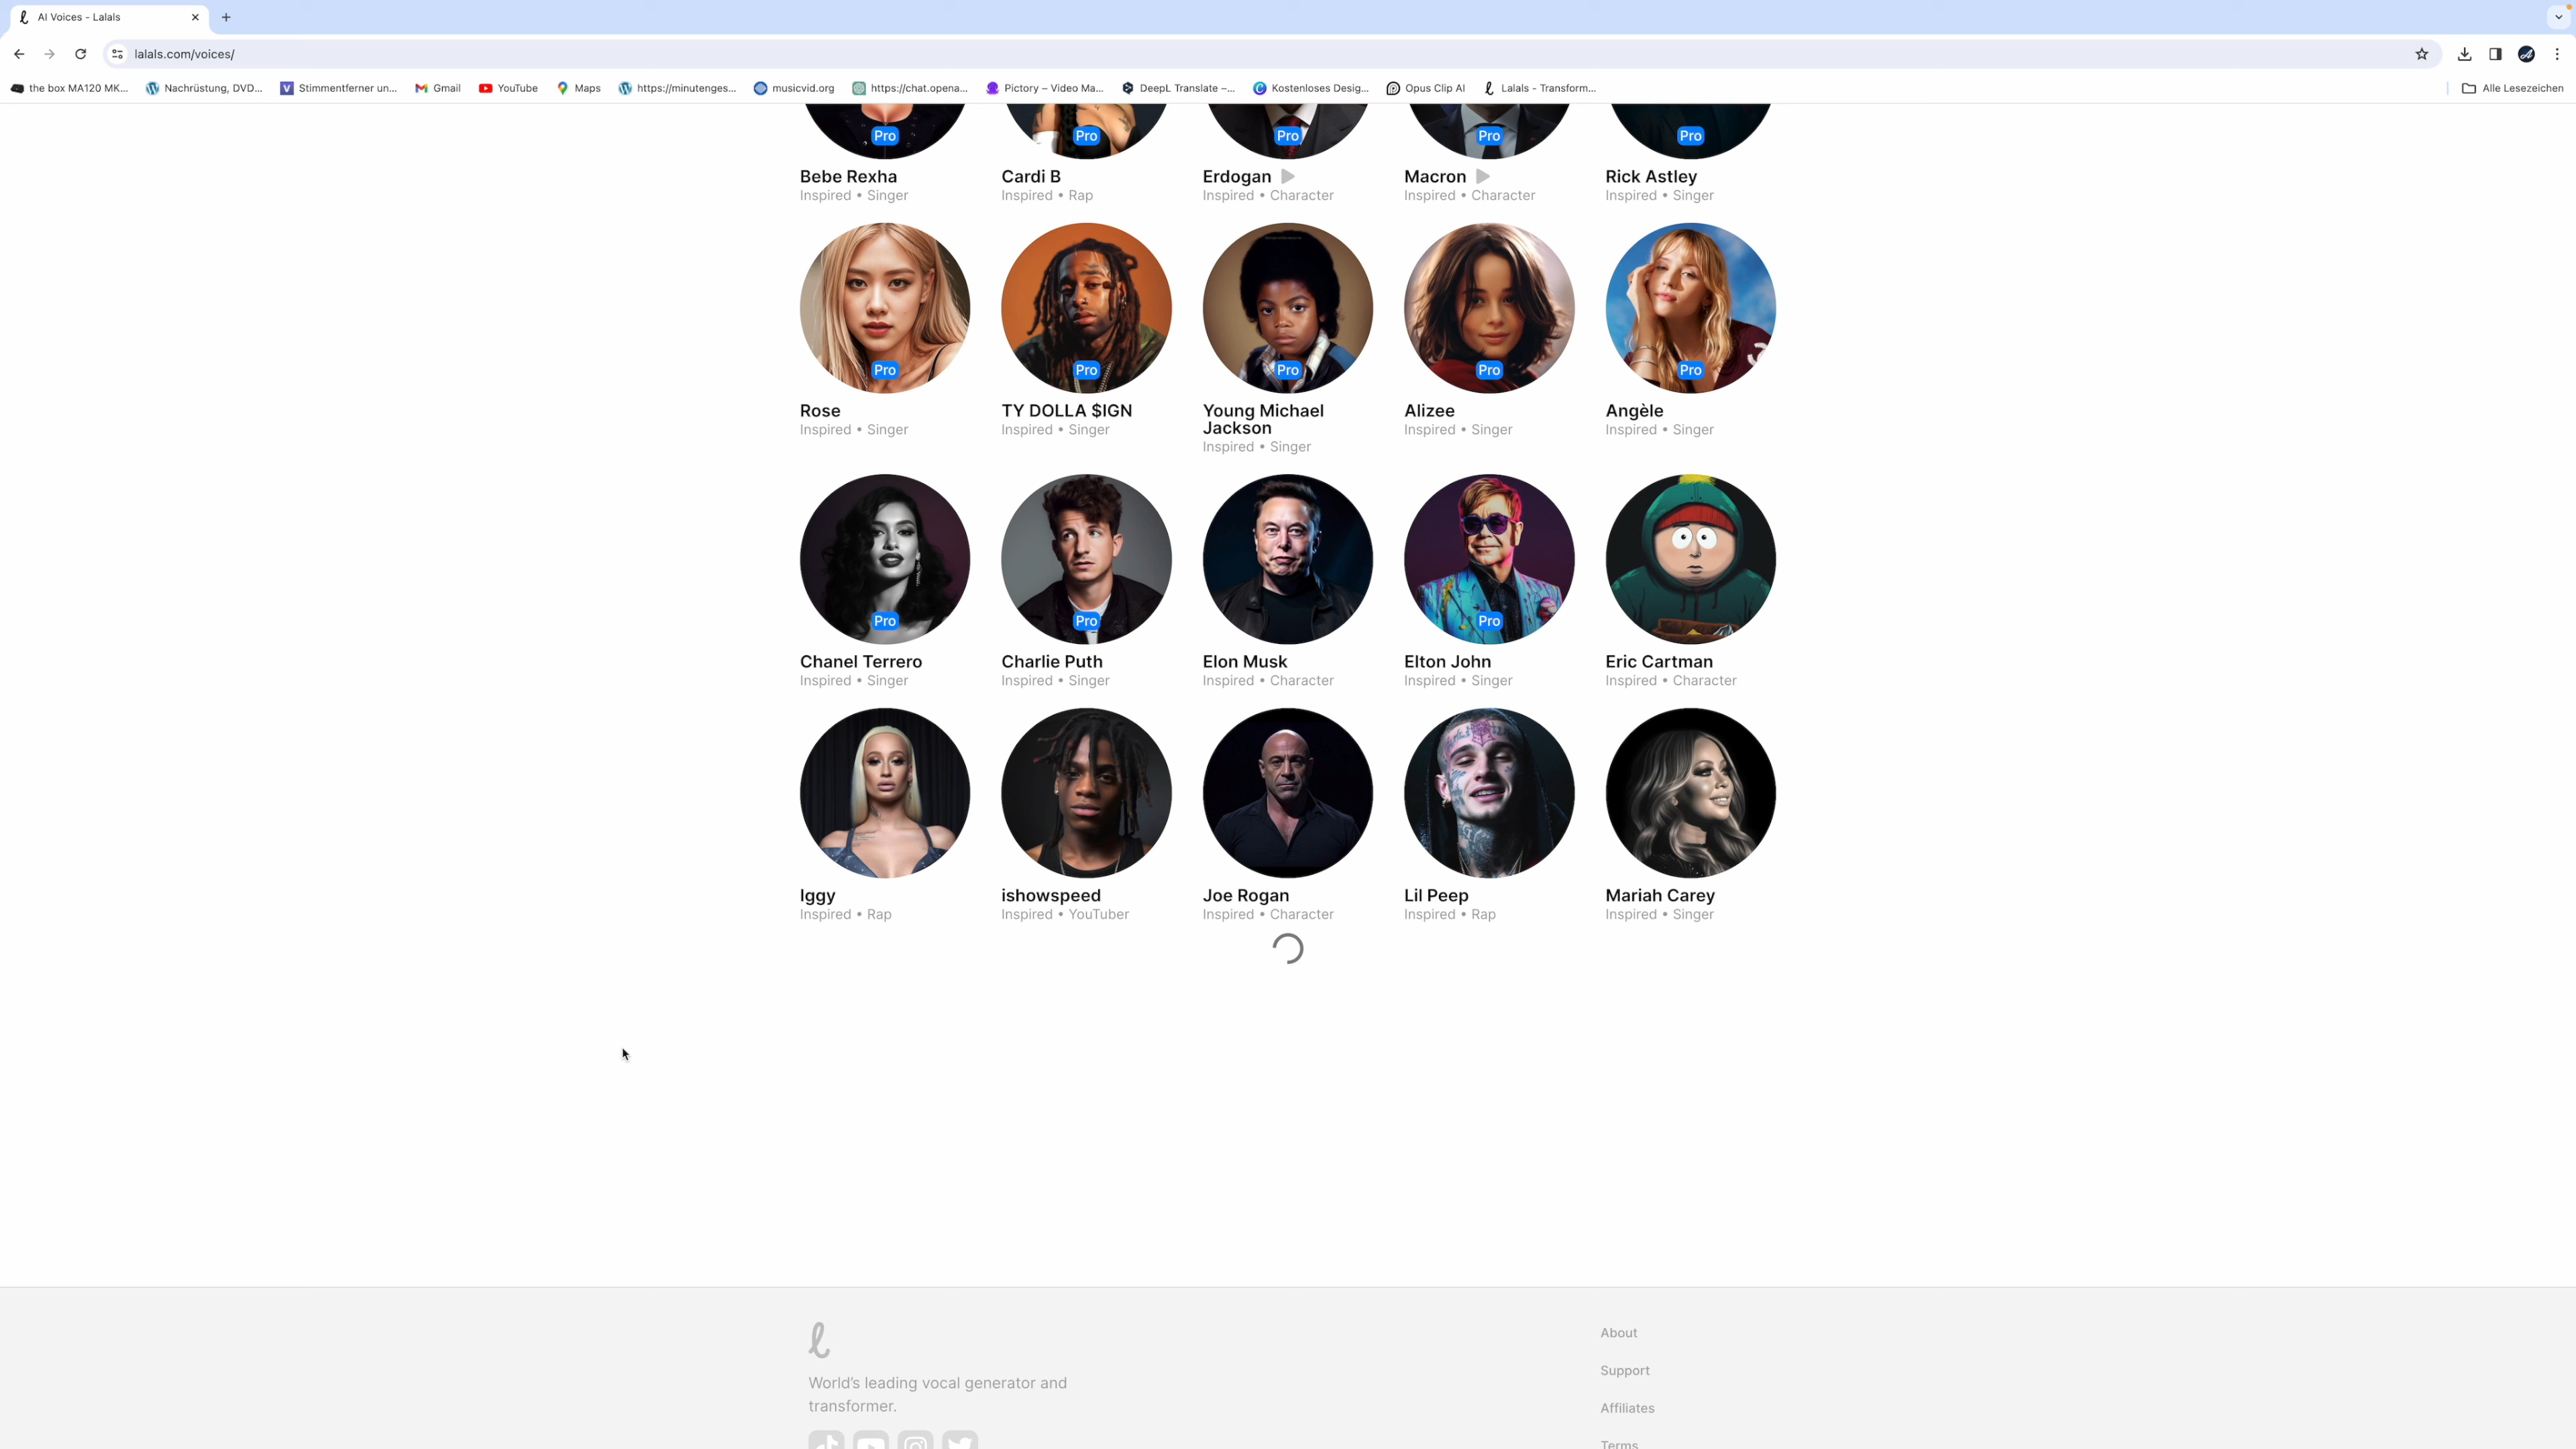 AI Voices - Lalals
lalals.com/voices/
the box MA120 MK...
Nachrüstung, DVD...
Stimmentferner un...
Gmail
YouTube
Maps
https://minutenges...
musicvid.org
https://chat.opena...
Pictory – Video Ma...
DeepL Translate –...
Kostenloses Desig...
Opus Clip AI
Lalals - Transform...
Alle Lesezeichen
Pro
Pro
Pro
Pro
Pro
Bebe Rexha
Inspired • Singer
Cardi B
Inspired • Rap
Erdogan
Inspired • Character
Macron
Inspired • Character
Rick Astley
Inspired • Singer
Pro
Pro
Pro
Pro
Pro
Rose
Inspired • Singer
TY DOLLA $IGN
Inspired • Singer
Young Michael
Jackson
Inspired • Singer
Alizee
Inspired • Singer
Angèle
Inspired • Singer
Pro
Pro
Pro
Chanel Terrero
Inspired • Singer
Charlie Puth
Inspired • Singer
Elon Musk
Inspired • Character
Elton John
Inspired • Singer
Eric Cartman
Inspired • Character
Iggy
Inspired • Rap
ishowspeed
Inspired • YouTuber
Joe Rogan
Inspired • Character
Lil Peep
Inspired • Rap
Mariah Carey
Inspired • Singer
World's leading vocal generator and
transformer.
About
Support
Affiliates
Terms